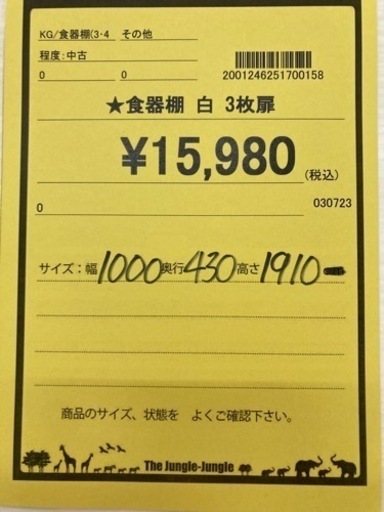 KG/食器棚(3・4 その他
程度:中古
0 0
2001246251700158
★食器棚 白 3枚扉
¥15,980(税込)
0 030723
サイズ:幅1000奥行430高さ1910
商品のサイズ、状態を よくご確認下さい。
The Jungle-Jungle